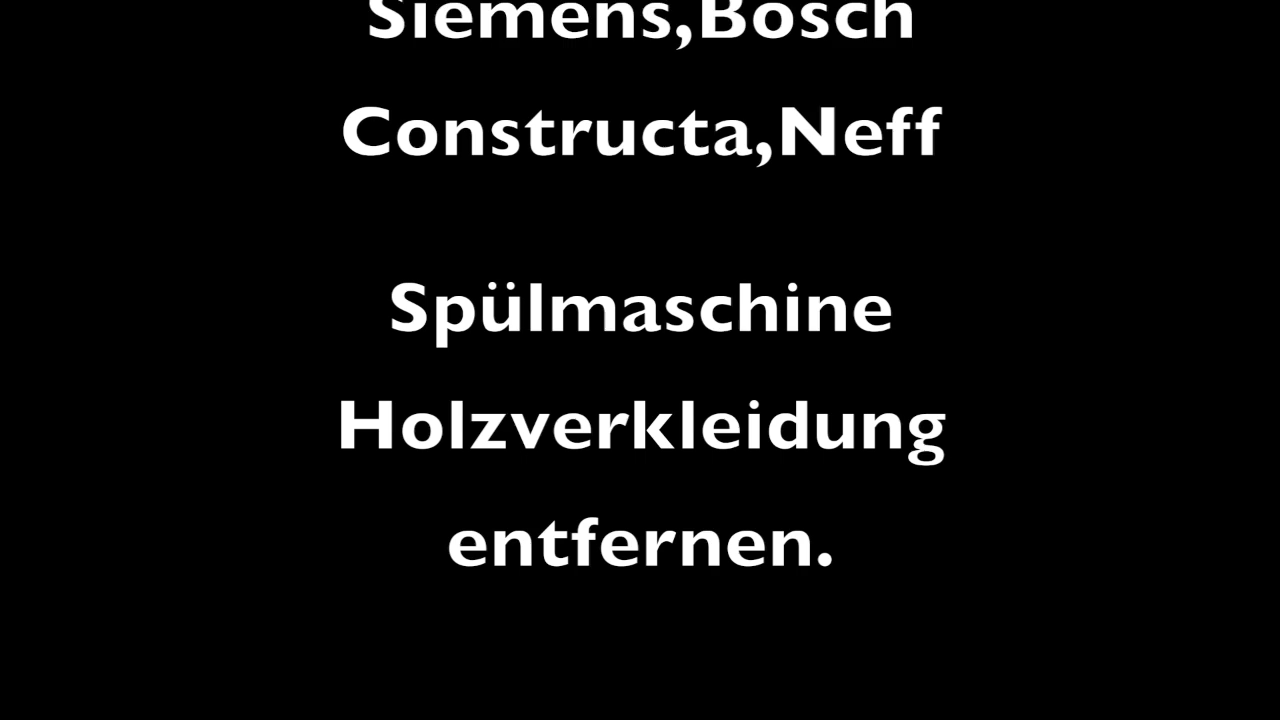 Siemens,Bosch
Constructa,Neff
Spülmaschine
Holzverkleidung
entfernen.